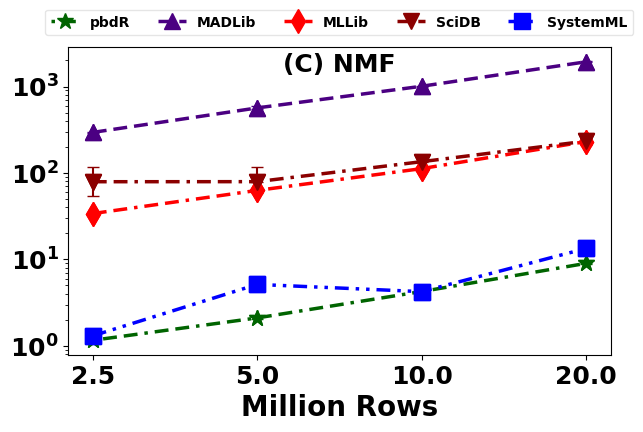 pbdR MADLib MLLib SciDB SystemML
(C) NMF
10³
10²
10¹
10⁰
2.5 5.0 10.0 20.0
Million Rows